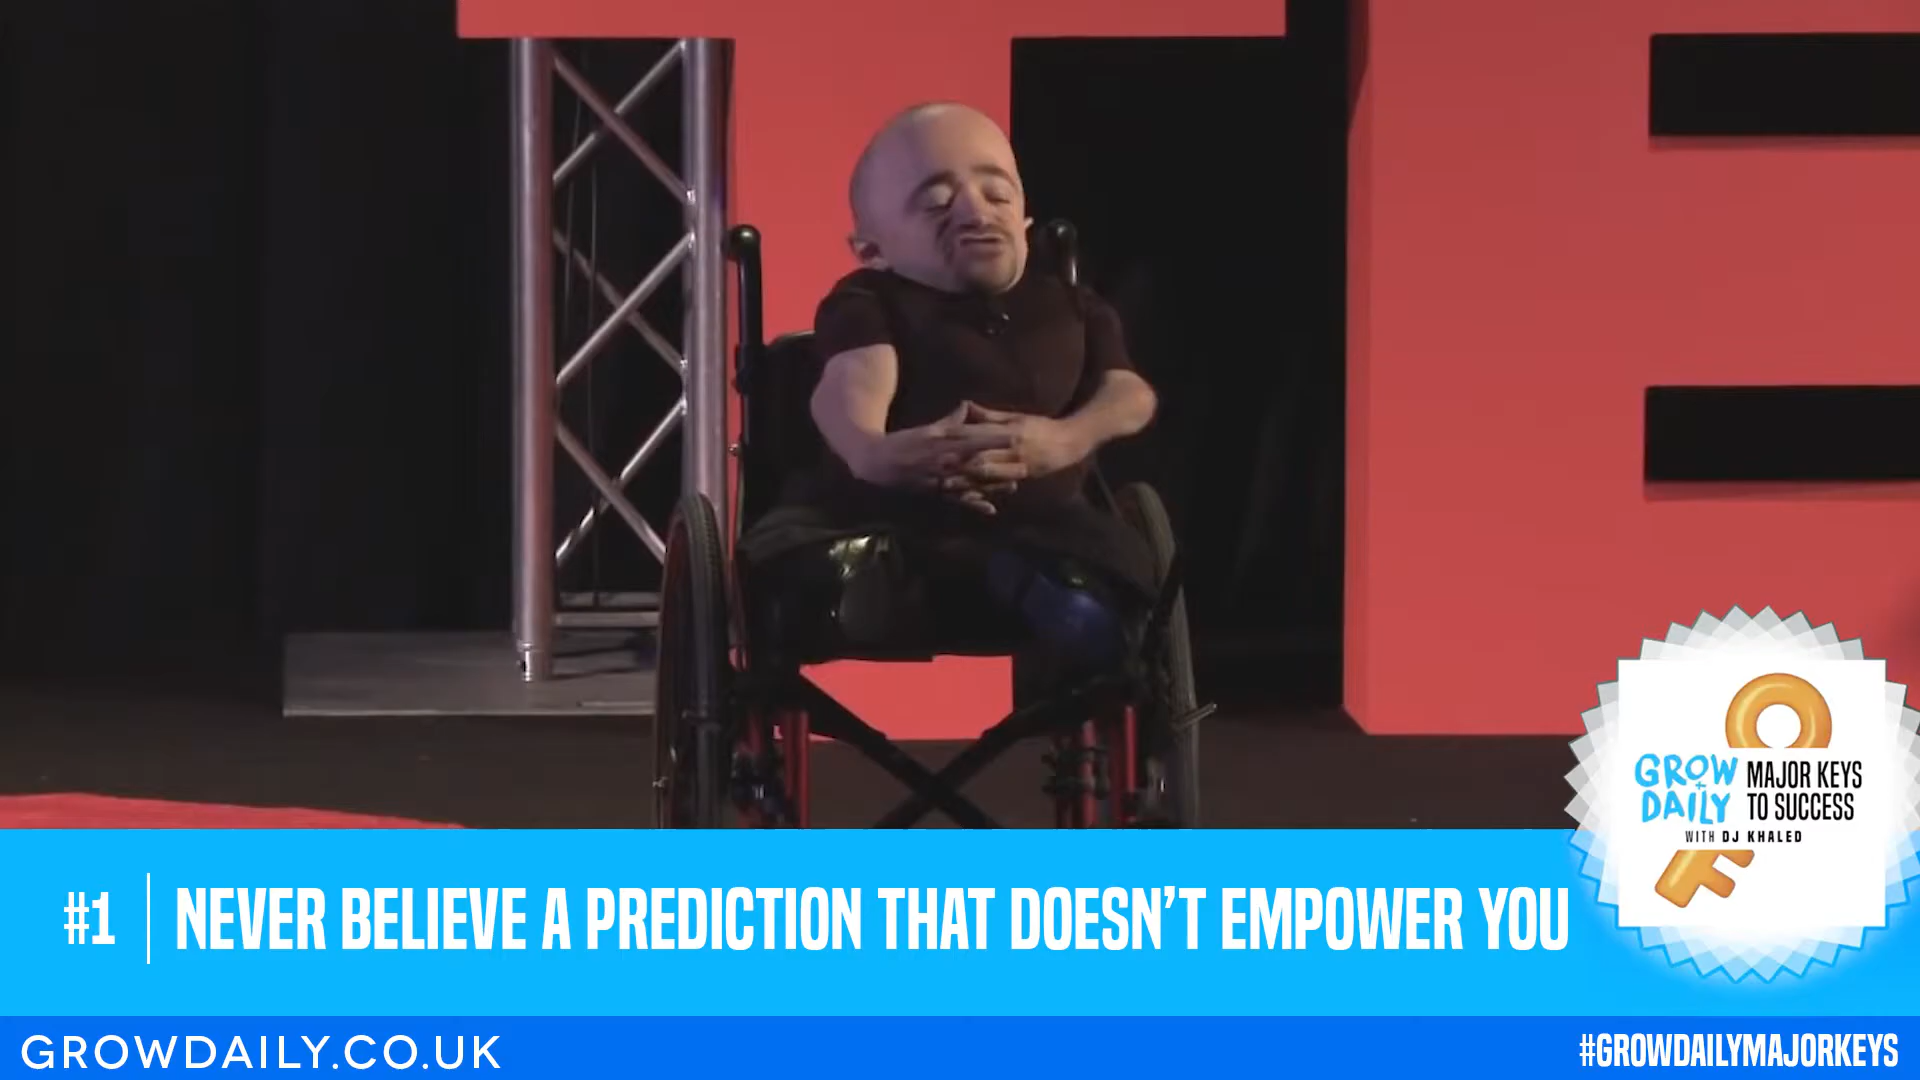 TE
GROW
DAILY
MAJOR KEYS
TO SUCCESS
WITH DJ KHALED
#1
NEVER BELIEVE A PREDICTION THAT DOESN'T EMPOWER YOU
GROWDAILY.CO.UK
#GROWDAILYMAJORKEYS